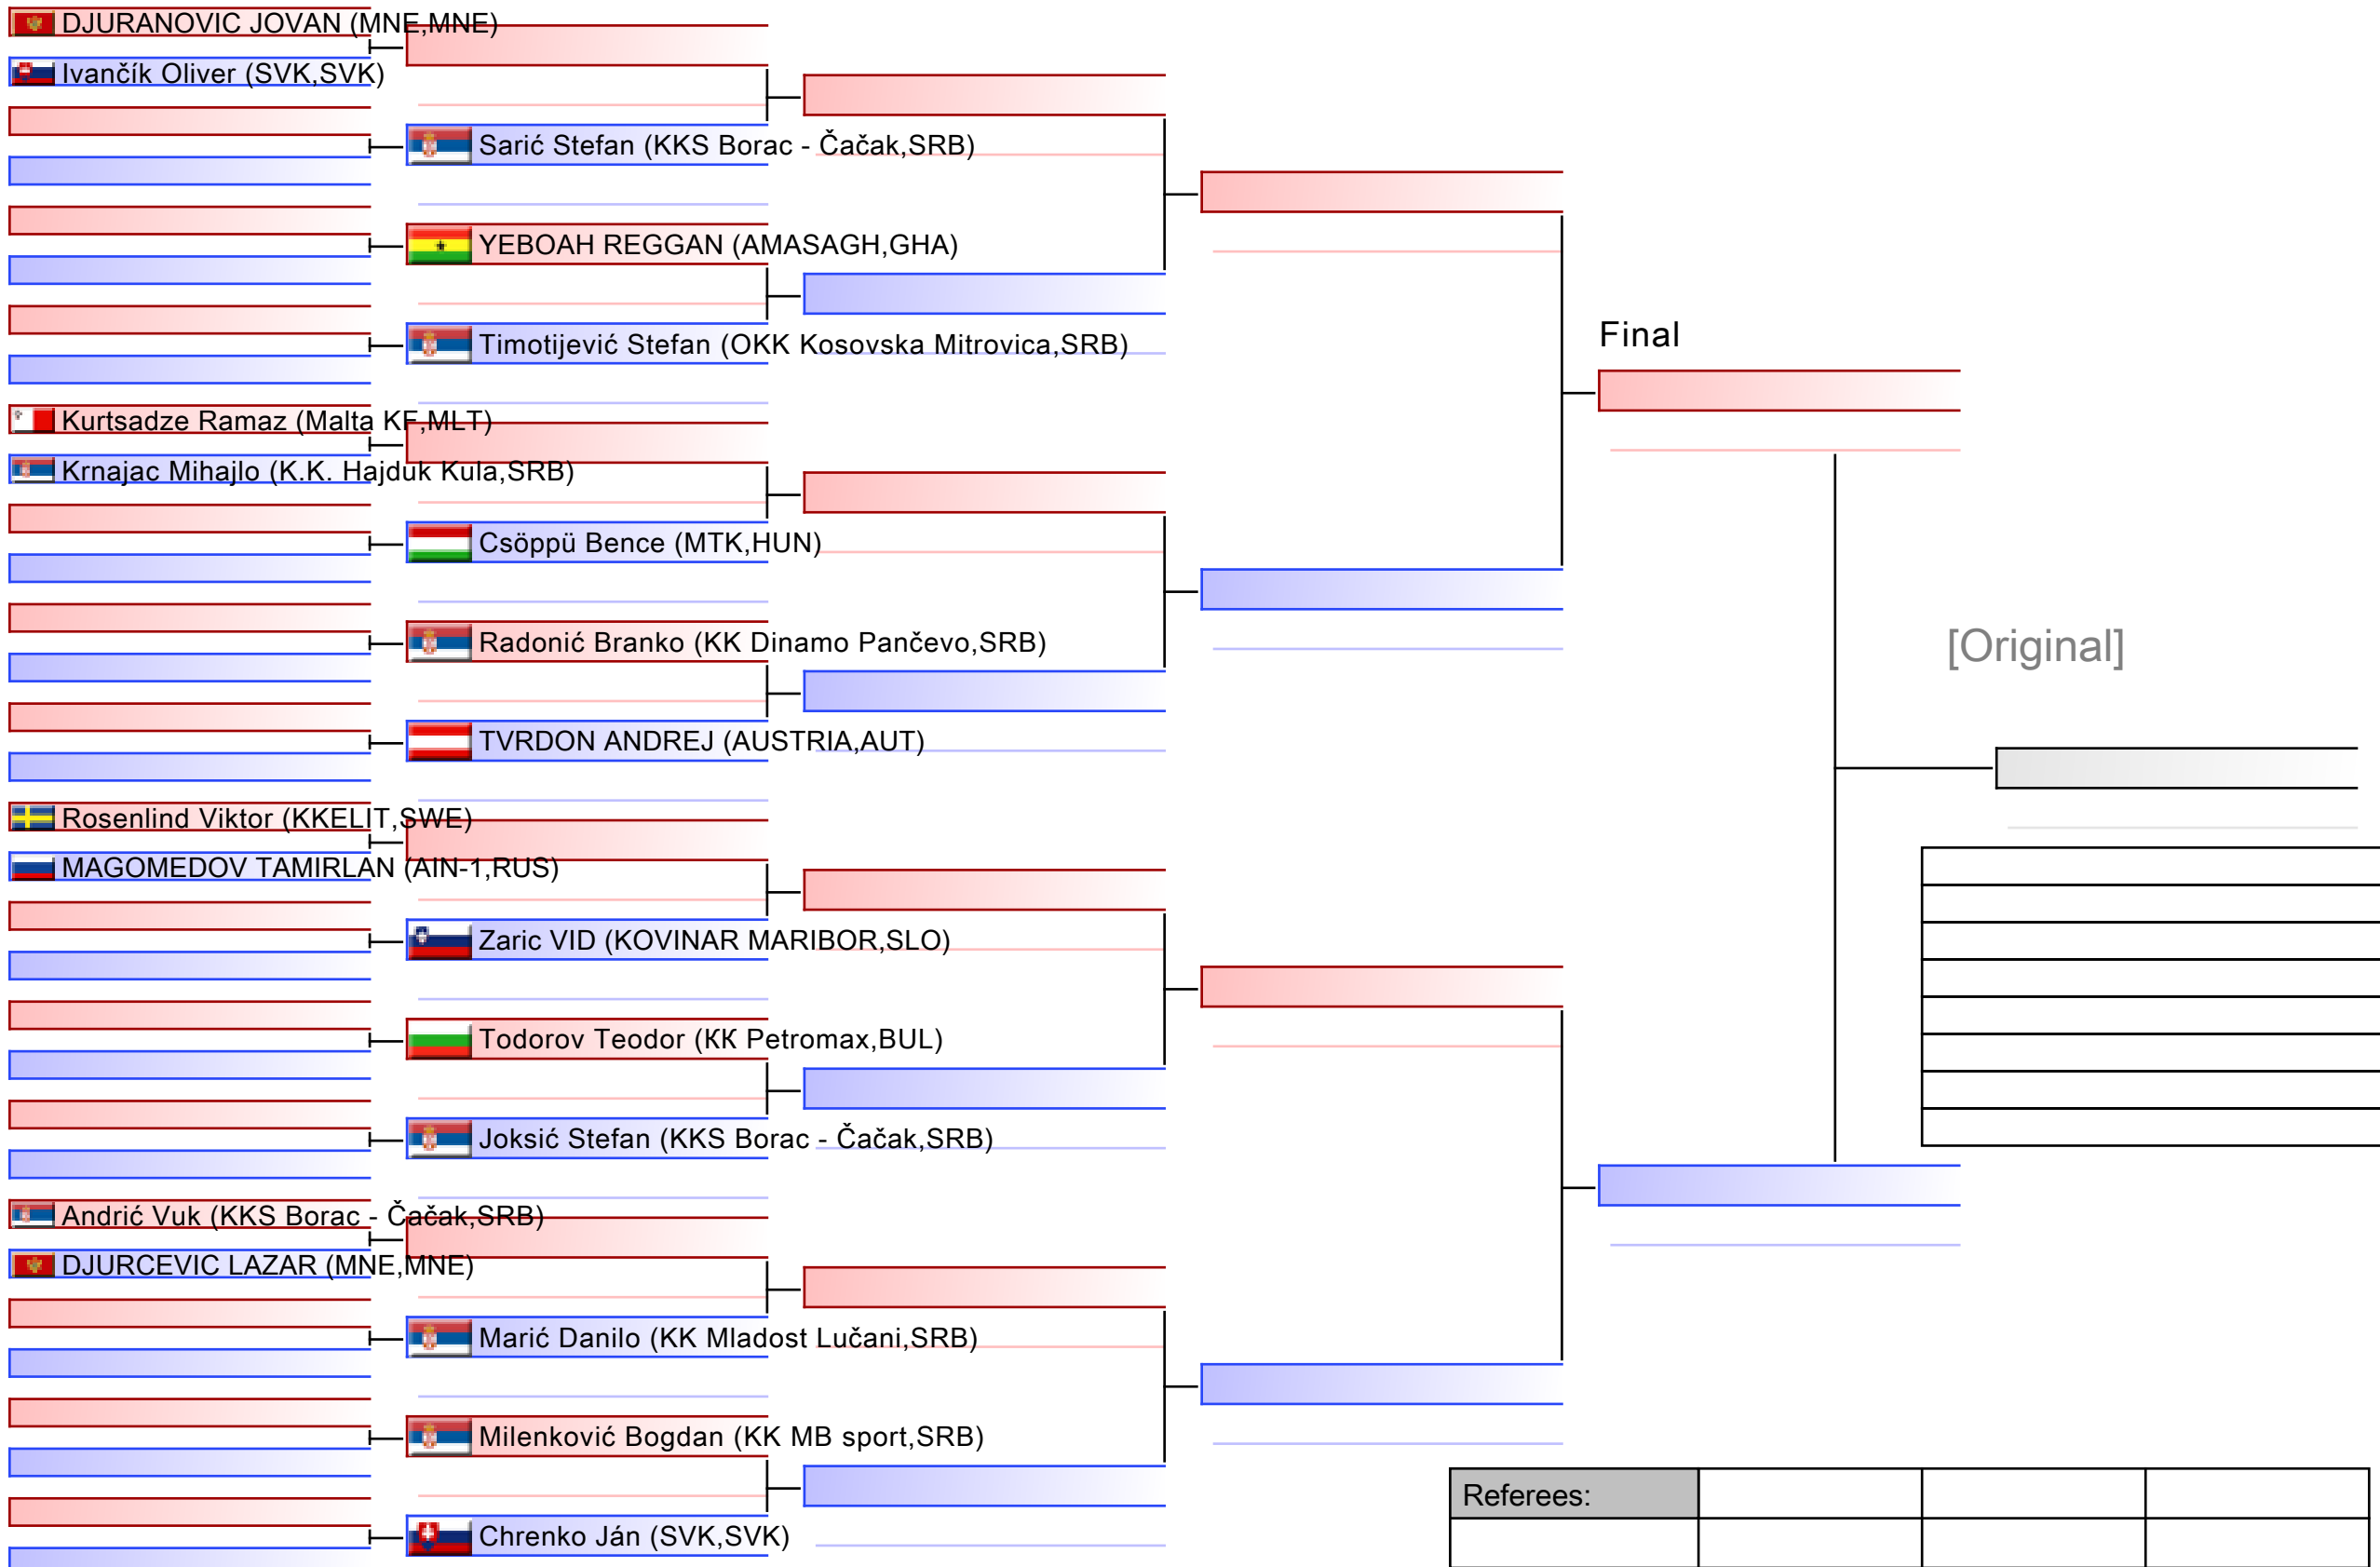 DJURANOVIC JOVAN (MNE,MNE)
Ivančík Oliver (SVK,SVK)
Sarić Stefan (KKS Borac - Čačak,SRB)
YEBOAH REGGAN (AMASAGH,GHA)
Timotijević Stefan (OKK Kosovska Mitrovica,SRB)
Final
Kurtsadze Ramaz (Malta KF,MLT)
Krnajac Mihajlo (K.K. Hajduk Kula,SRB)
Csöppü Bence (MTK,HUN)
Radonić Branko (KK Dinamo Pančevo,SRB)
[Original]
TVRDON ANDREJ (AUSTRIA,AUT)
Rosenlind Viktor (KKELIT,SWE)
MAGOMEDOV TAMIRLAN (AIN-1,RUS)
Zaric VID (KOVINAR MARIBOR,SLO)
Todorov Teodor (КК Petromax,BUL)
Joksić Stefan (KKS Borac - Čačak,SRB)
Andrić Vuk (KKS Borac - Čačak,SRB)
DJURCEVIC LAZAR (MNE,MNE)
Marić Danilo (KK Mladost Lučani,SRB)
Milenković Bogdan (KK MB sport,SRB)
Referees:
Chrenko Ján (SVK,SVK)